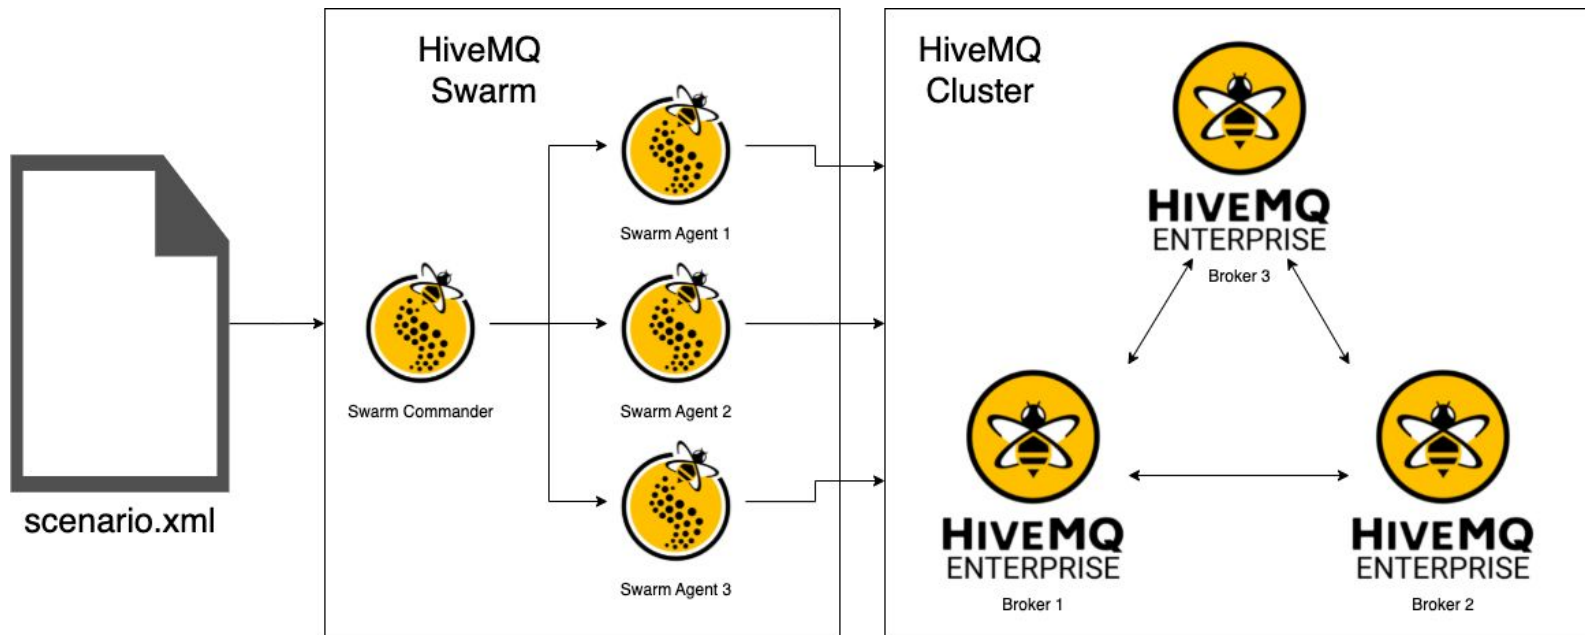 scenario.xml
HiveMQ
Swarm
Swarm Commander
Swarm Agent 1
Swarm Agent 2
Swarm Agent 3
HiveMQ
Cluster
HIVEMQ
ENTERPRISE
Broker 3
HIVEMQ
ENTERPRISE
Broker 1
HIVEMQ
ENTERPRISE
Broker 2